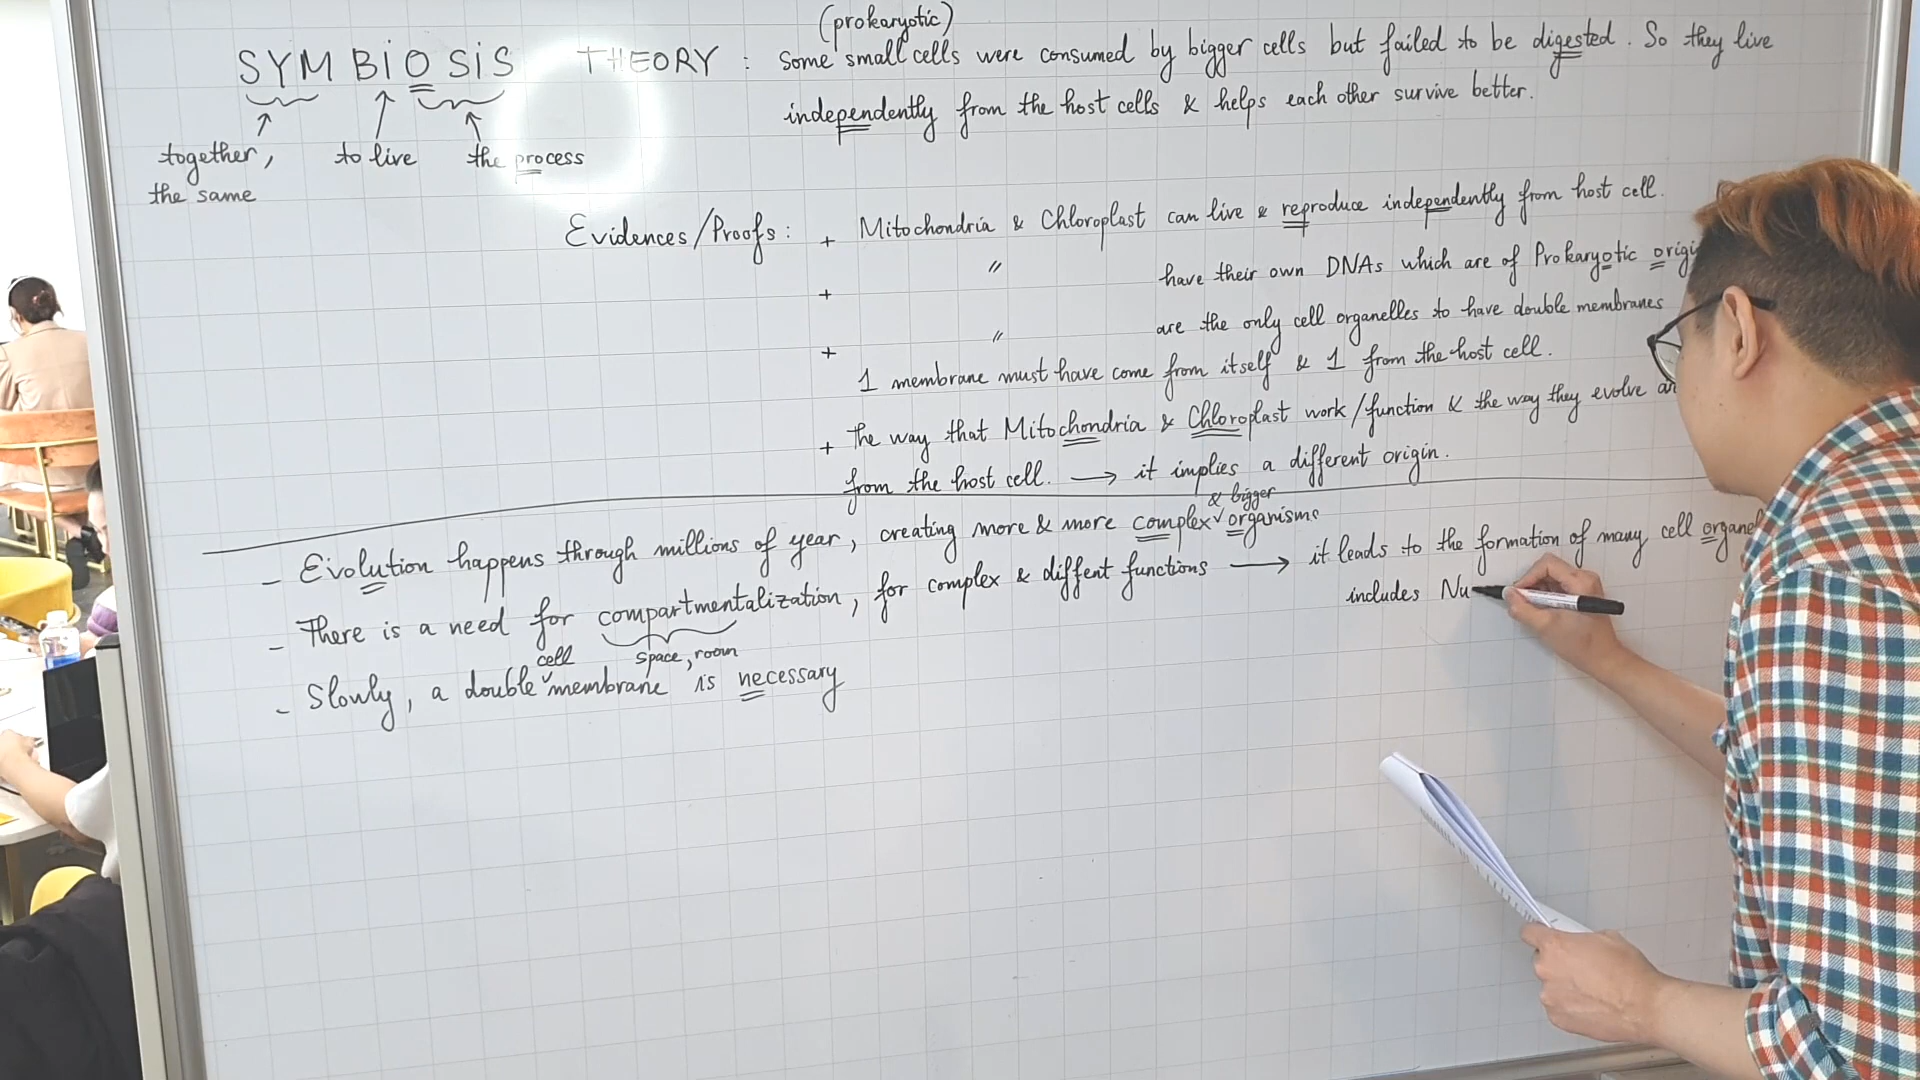 (prokaryotic)
SYMBiOSiS THEORY : Some small cells were consumed by bigger cells but failed to be digested. So they live
independently from the host cells & helps each other survive better.
together, to live the process
the same
Evidences/Proofs: + Mitochondria & Chloroplast can live & reproduce independently from host cell.
+ " have their own DNAs which are of Prokaryotic origi
+ " are the only cell organelles to have double membranes
1 membrane must have come from itself & 1 from the host cell.
+ the way that Mitochondria & Chloroplast work/function & the way they evolve
from the host cell. → it implies a different origin.
& bigger
- Evolution happens through millions of year, creating more & more complex organisms
- There is a need for compartmentalization, for complex & diffent functions → it leads to the formation of many cell organel
space, room
includes Nu
cell
- Slowly, a double membrane is necessary